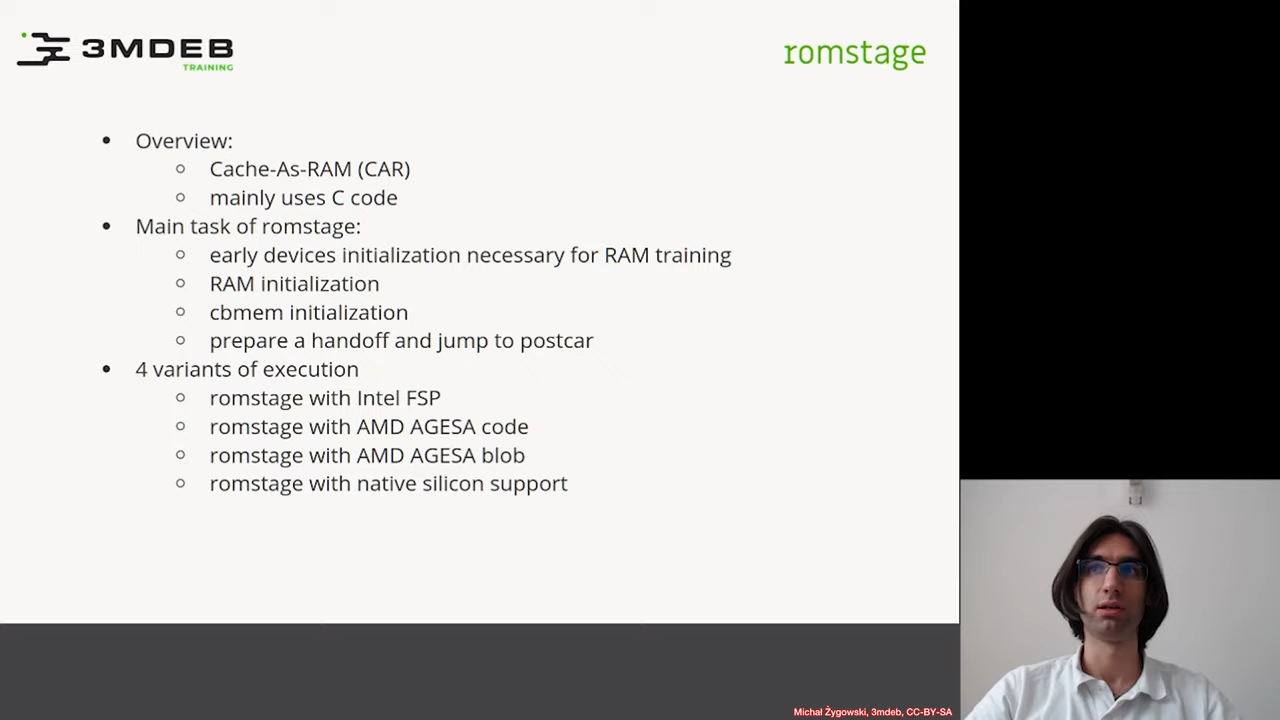 3MDEB
TRAINING
romstage
• Overview:
○ Cache-As-RAM (CAR)
○ mainly uses C code
• Main task of romstage:
○ early devices initialization necessary for RAM training
○ RAM initialization
○ cbmem initialization
○ prepare a handoff and jump to postcar
• 4 variants of execution
○ romstage with Intel FSP
○ romstage with AMD AGESA code
○ romstage with AMD AGESA blob
○ romstage with native silicon support
Michał Żygowski, 3mdeb, CC-BY-SA